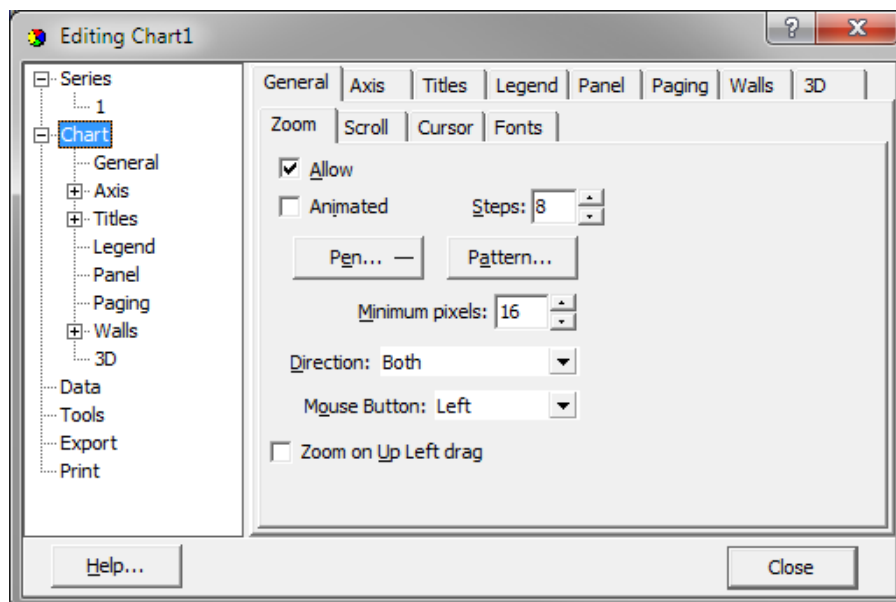 Editing Chart1
Series
1
Chart
General
Axis
Titles
Legend
Panel
Paging
Walls
3D
Data
Tools
Export
Print
General Axis Titles Legend Panel Paging Walls 3D
Zoom Scroll Cursor Fonts
Allow
Animated Steps: 8
Pen... Pattern...
Minimum pixels: 16
Direction: Both
Mouse Button: Left
Zoom on Up Left drag
Help... Close